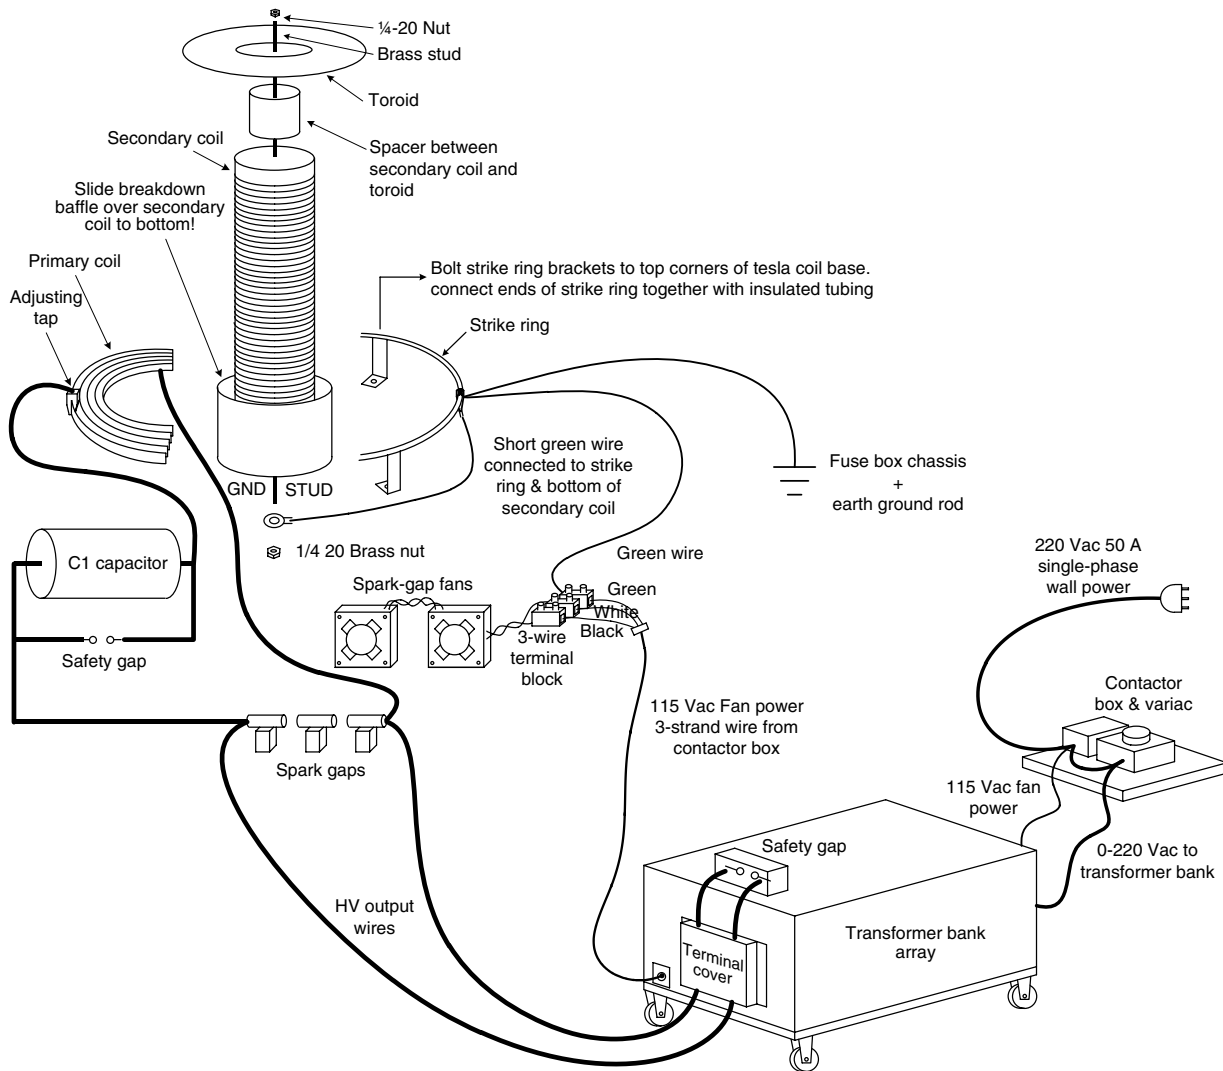 ¼-20 Nut
Brass stud
Toroid
Secondary coil
Spacer between
secondary coil and
toroid
Slide breakdown
baffle over secondary
coil to bottom!
Primary coil
Adjusting
tap
Bolt strike ring brackets to top corners of tesla coil base.
connect ends of strike ring together with insulated tubing
Strike ring
Short green wire
connected to strike
ring & bottom of
secondary coil
GND STUD
Fuse box chassis
+
earth ground rod
1/4 20 Brass nut
C1 capacitor
Green wire
220 Vac 50 A
single-phase
wall power
Spark-gap fans
Green
White
Black
3-wire
terminal
block
Safety gap
Contactor
box & variac
115 Vac Fan power
3-strand wire from
contactor box
Spark gaps
115 Vac fan
power
Safety gap
0-220 Vac to
transformer bank
HV output
wires
Transformer bank
array
Terminal
cover